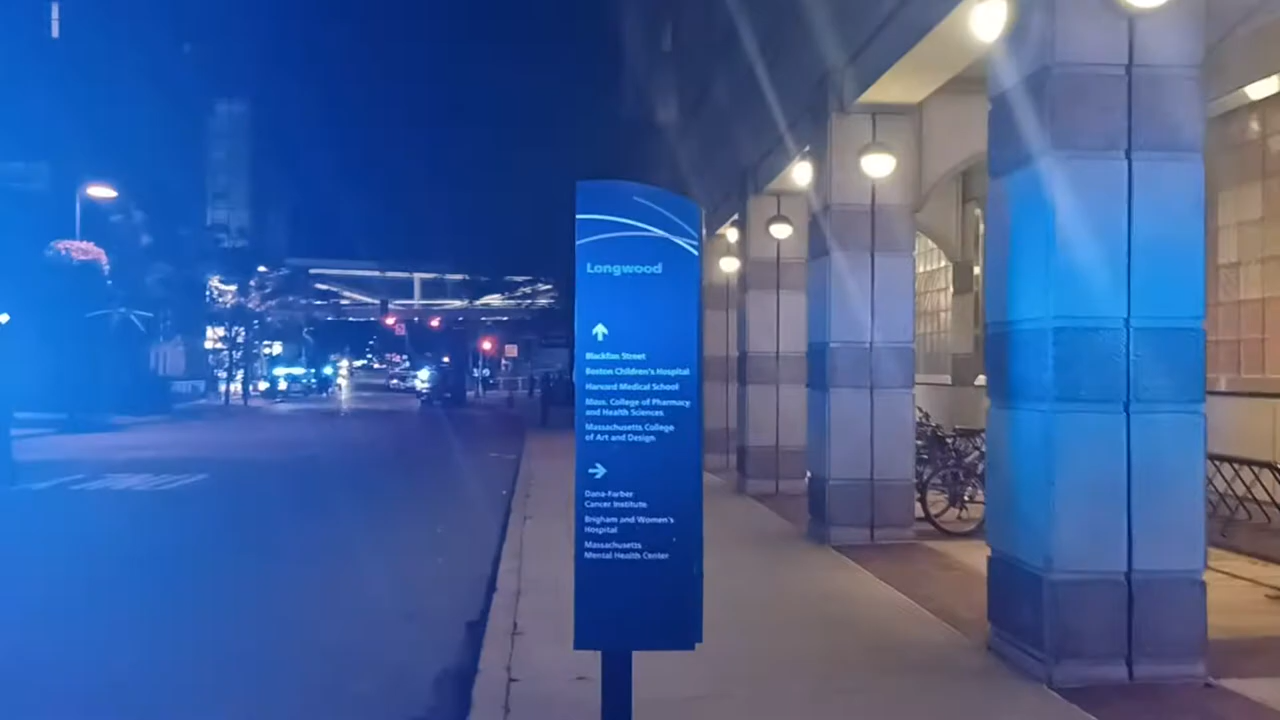 Longwood
Blackfan Street
Boston Children's Hospital
Harvard Medical School
Mass. College of Pharmacy
and Health Sciences
Massachusetts College
of Art and Design
Dana-Farber
Cancer Institute
Brigham and Women's
Hospital
Massachusetts
Mental Health Center